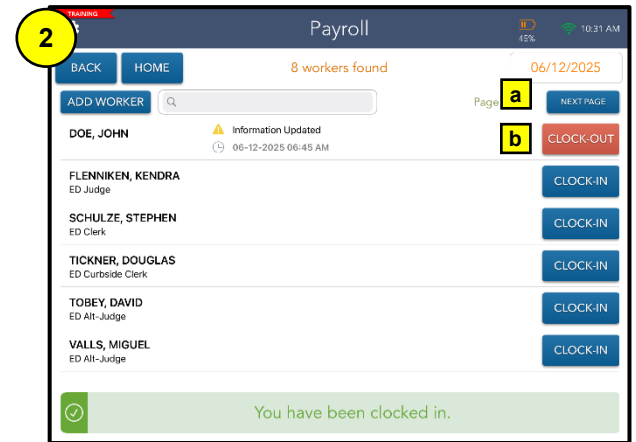 TRAINING
2
Payroll
45%
10:31 AM
BACK
HOME
8 workers found
06/12/2025
ADD WORKER
Page
a
NEXT PAGE
DOE, JOHN
Information Updated
06-12-2025 06:45 AM
b
CLOCK-OUT
FLENNIKEN, KENDRA
ED Judge
CLOCK-IN
SCHULZE, STEPHEN
ED Clerk
CLOCK-IN
TICKNER, DOUGLAS
ED Curbside Clerk
CLOCK-IN
TOBEY, DAVID
ED Alt-Judge
CLOCK-IN
VALLS, MIGUEL
ED Alt-Judge
CLOCK-IN
You have been clocked in.